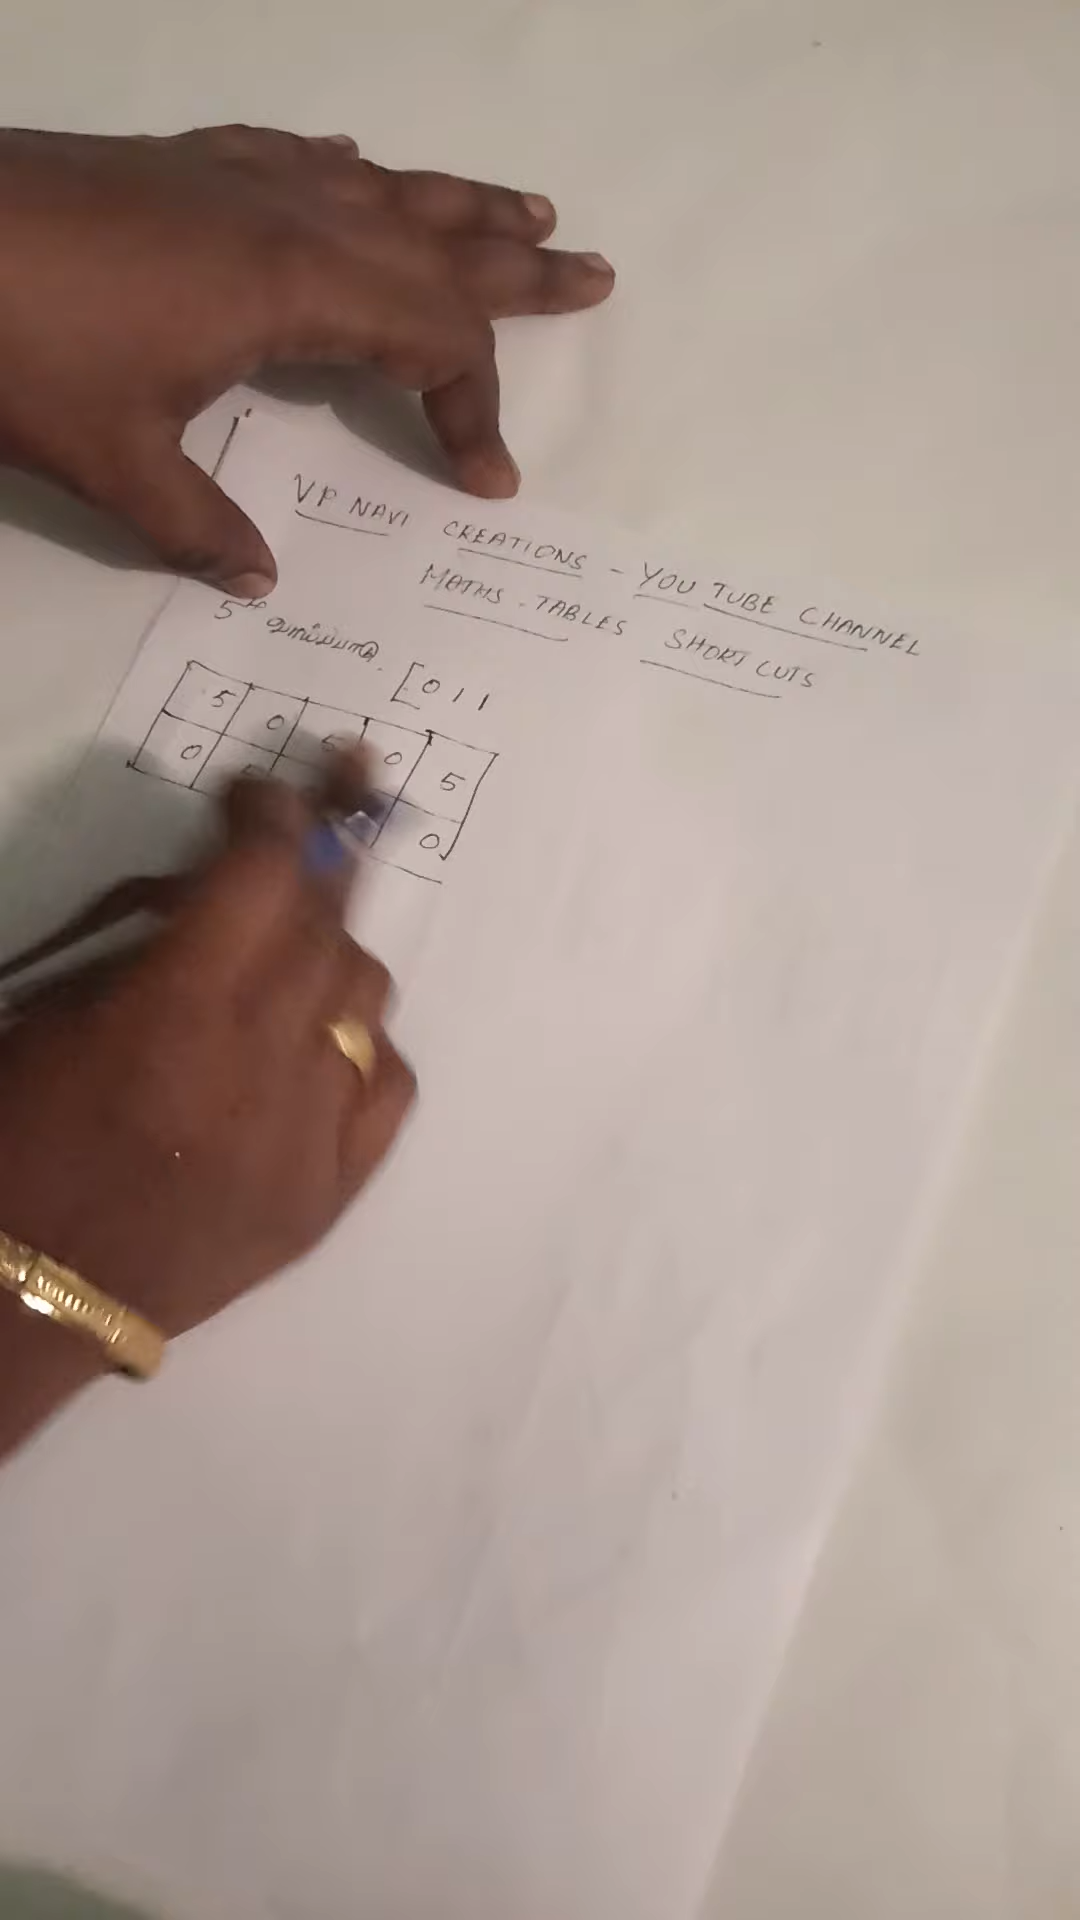 VP NAVI CREATIONS - YOU TUBE CHANNEL
MATHS - TABLES SHORT CUTS
5ம் வாய்ப்பாடு. [0 1 1
5 0 5 0 5
0 5 0